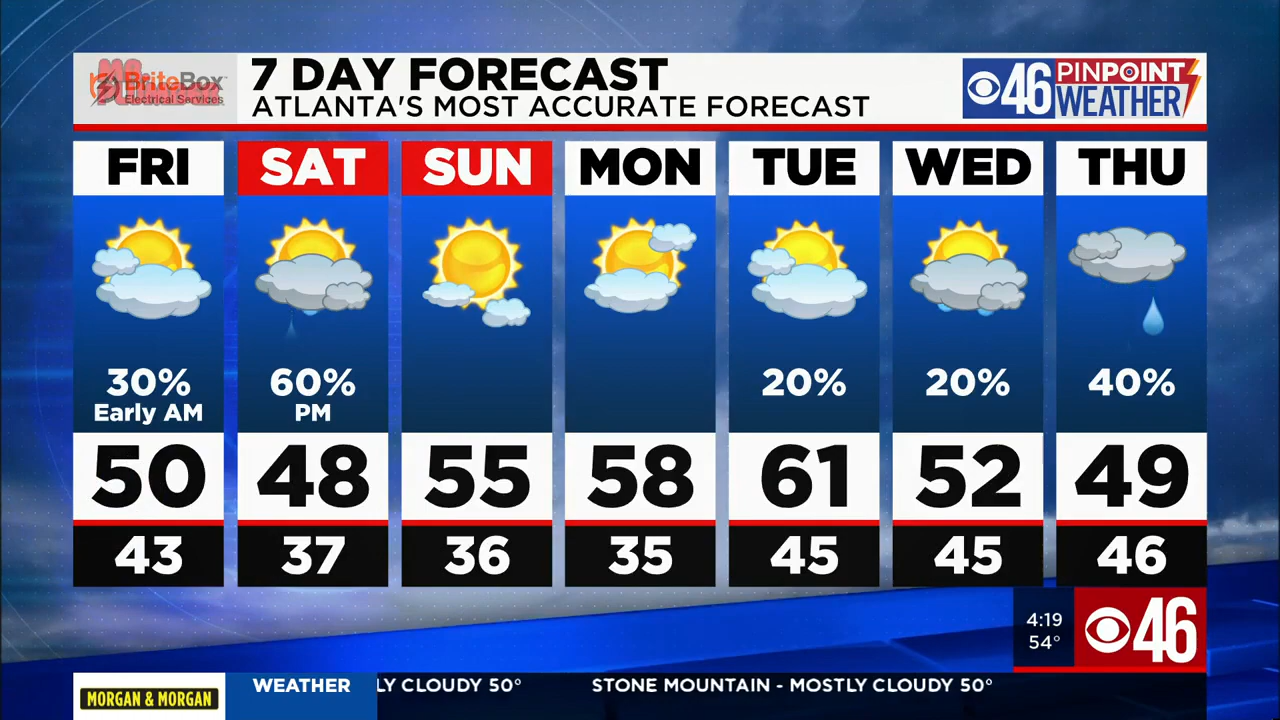 BriteBox
Electrical Services
7 DAY FORECAST
ATLANTA'S MOST ACCURATE FORECAST
46 PINPOINT
WEATHER
FRI SAT SUN MON TUE WED THU
30% 60% 20% 20% 40%
Early AM PM
50 48 55 58 61 52 49
43 37 36 35 45 45 46
4:19
54°
46
MORGAN & MORGAN
WEATHER
LY CLOUDY 50° STONE MOUNTAIN - MOSTLY CLOUDY 50°